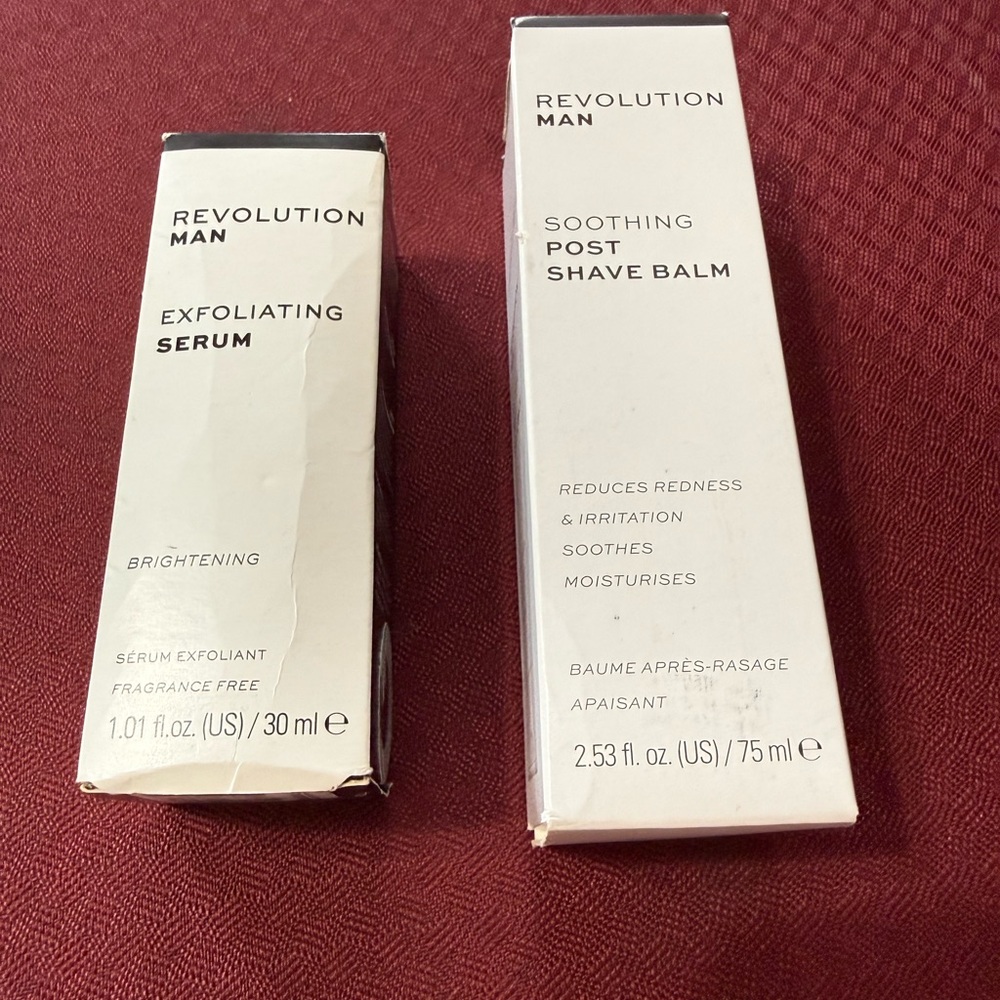 REVOLUTION
MAN
EXFOLIATING
SERUM
BRIGHTENING
SÉRUM EXFOLIANT
FRAGRANCE FREE
1.01 fl.oz. (US) / 30 ml ℮
REVOLUTION
MAN
SOOTHING
POST
SHAVE BALM
REDUCES REDNESS
& IRRITATION
SOOTHES
MOISTURISES
BAUME APRÈS-RASAGE
APAISANT
2.53 fl. oz. (US) / 75 ml ℮